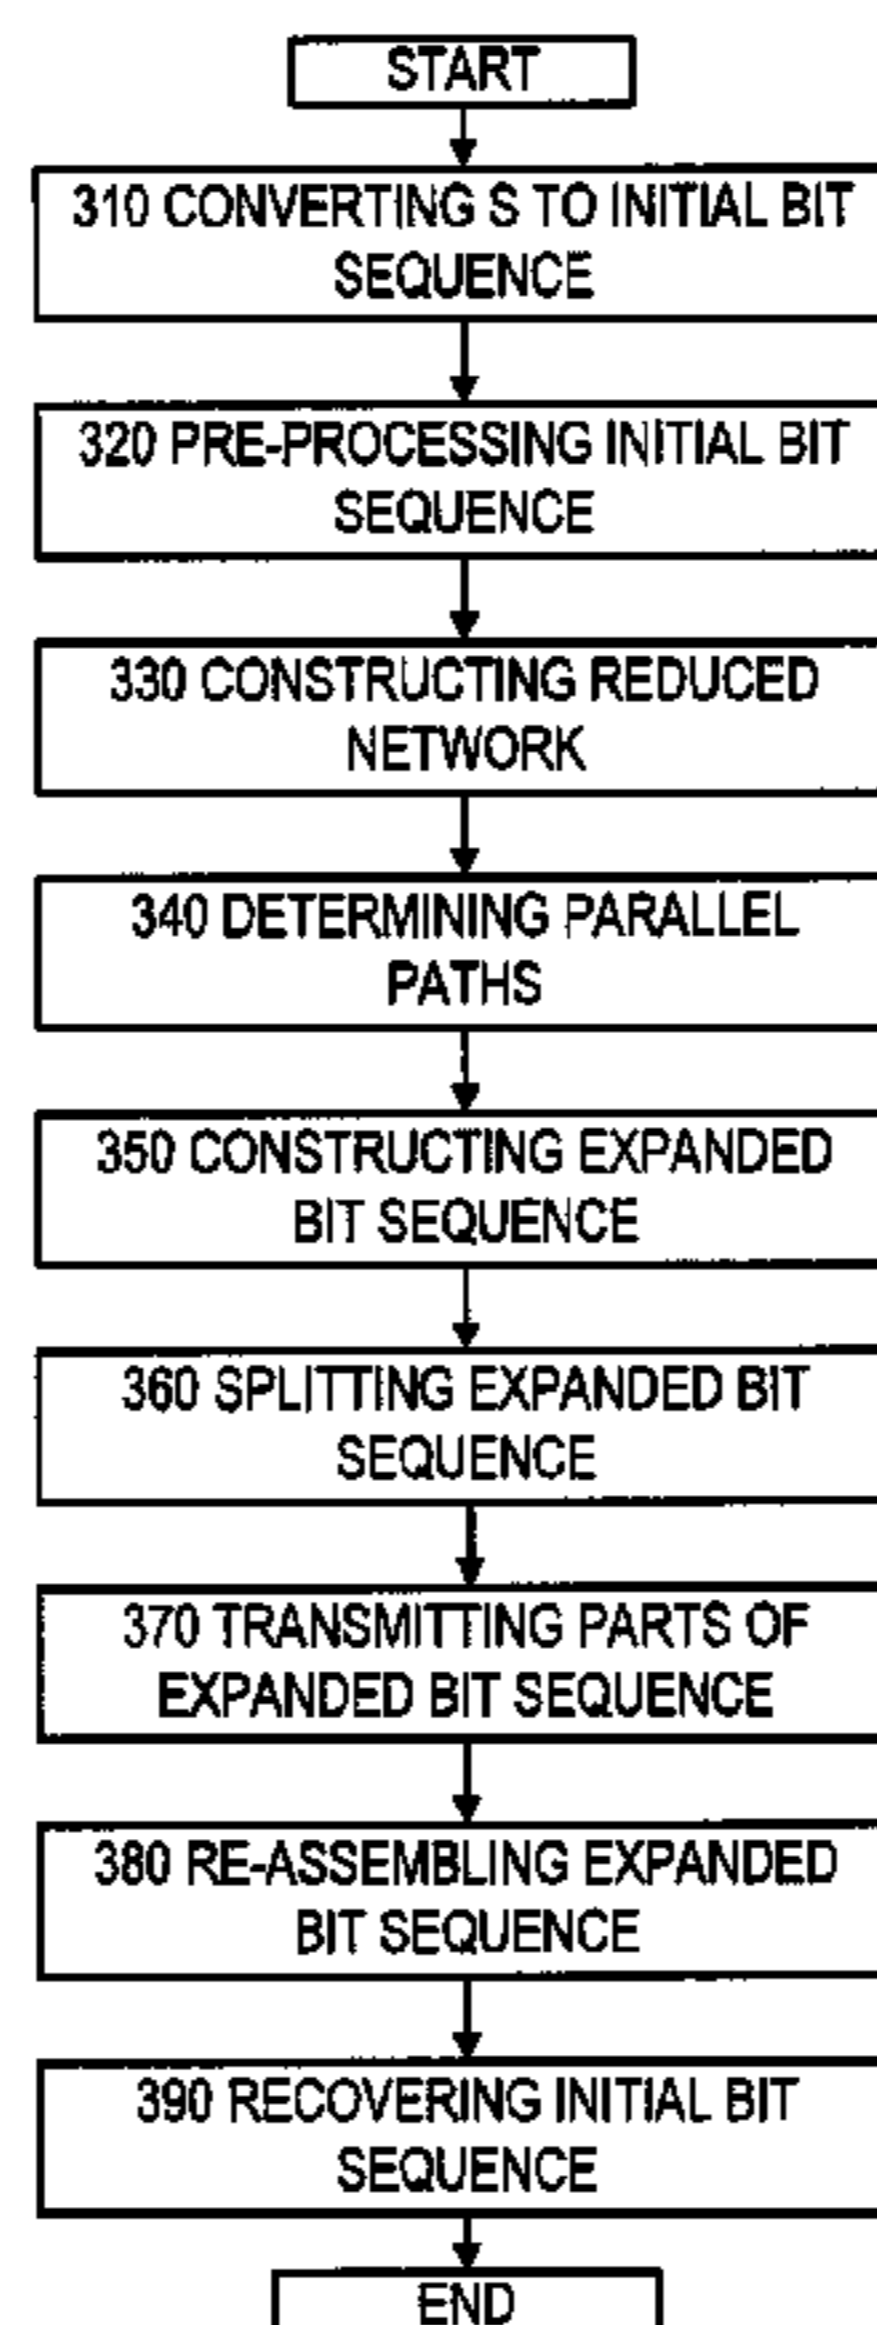 START
310 CONVERTING S TO INITIAL BIT
SEQUENCE
320 PRE-PROCESSING INITIAL BIT
SEQUENCE
330 CONSTRUCTING REDUCED
NETWORK
340 DETERMINING PARALLEL
PATHS
350 CONSTRUCTING EXPANDED
BIT SEQUENCE
360 SPLITTING EXPANDED BIT
SEQUENCE
370 TRANSMITTING PARTS OF
EXPANDED BIT SEQUENCE
380 RE-ASSEMBLING EXPANDED
BIT SEQUENCE
390 RECOVERING INITIAL BIT
SEQUENCE
END